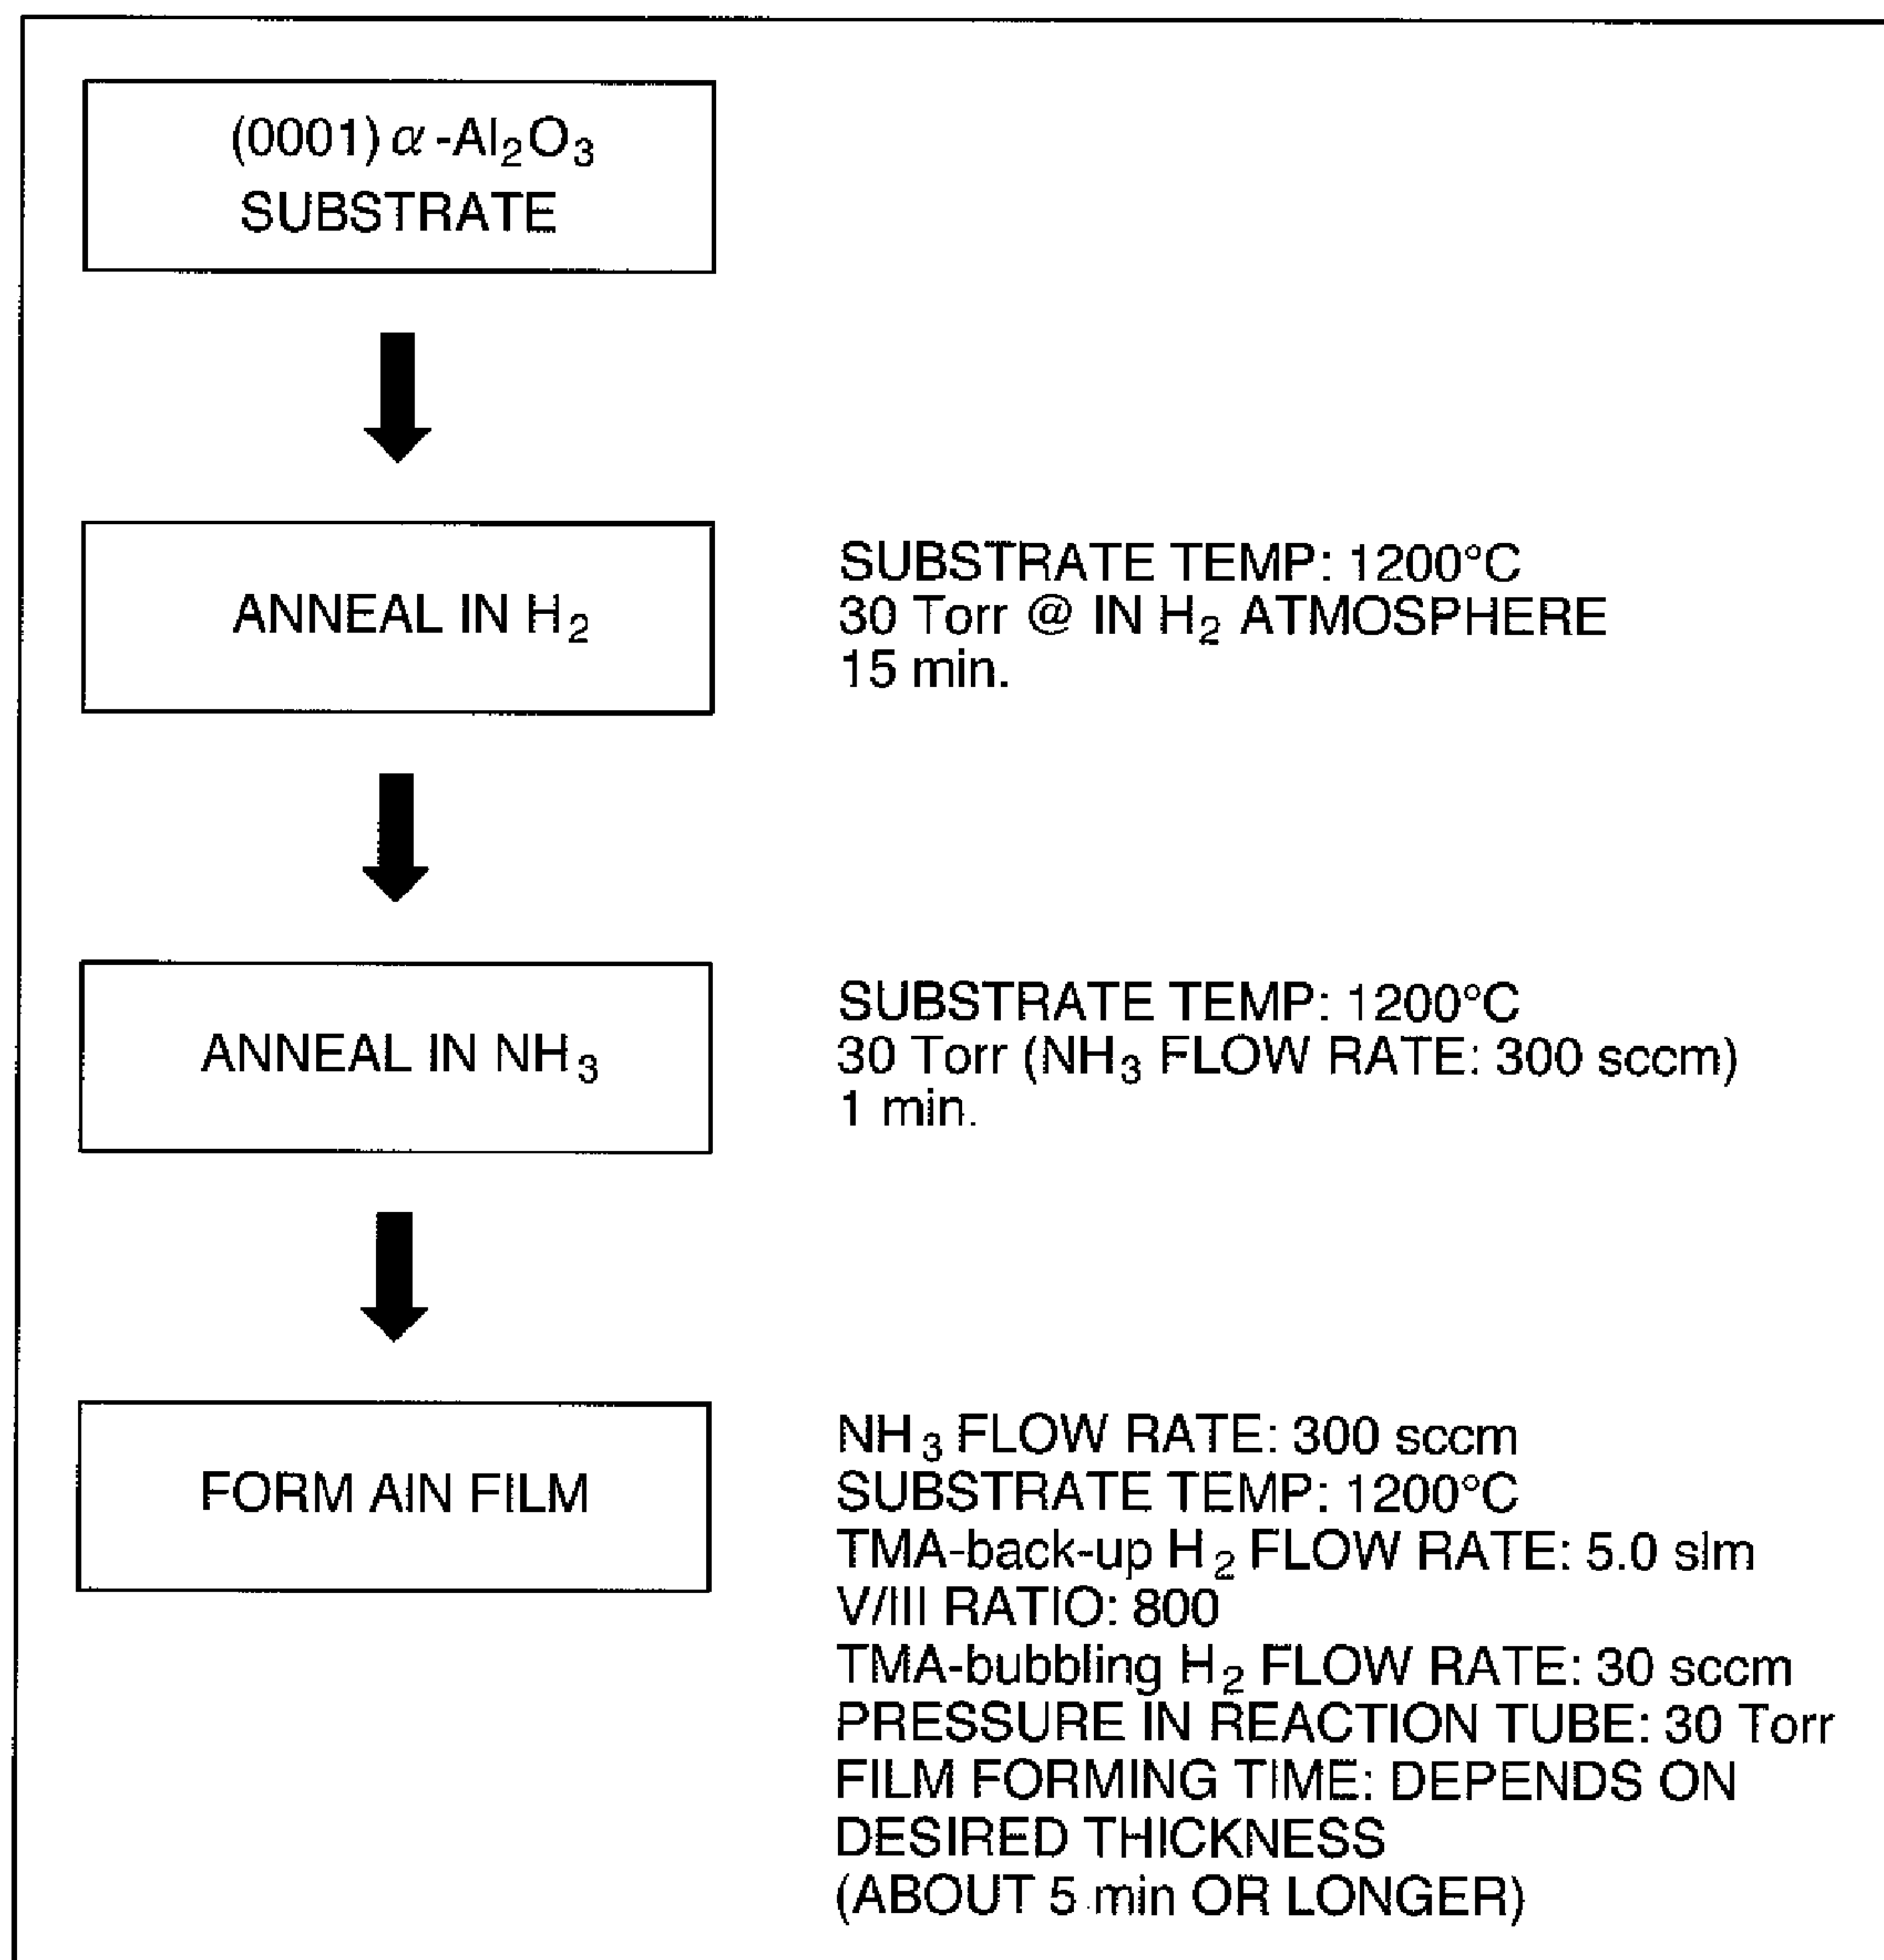 (0001) α-Al₂O₃
SUBSTRATE
ANNEAL IN H₂
SUBSTRATE TEMP: 1200°C
30 Torr @ IN H₂ ATMOSPHERE
15 min.
ANNEAL IN NH₃
SUBSTRATE TEMP: 1200°C
30 Torr (NH₃ FLOW RATE: 300 sccm)
1 min.
FORM AlN FILM
NH₃ FLOW RATE: 300 sccm
SUBSTRATE TEMP: 1200°C
TMA-back-up H₂ FLOW RATE: 5.0 slm
V/III RATIO: 800
TMA-bubbling H₂ FLOW RATE: 30 sccm
PRESSURE IN REACTION TUBE: 30 Torr
FILM FORMING TIME: DEPENDS ON
DESIRED THICKNESS
(ABOUT 5 min OR LONGER)